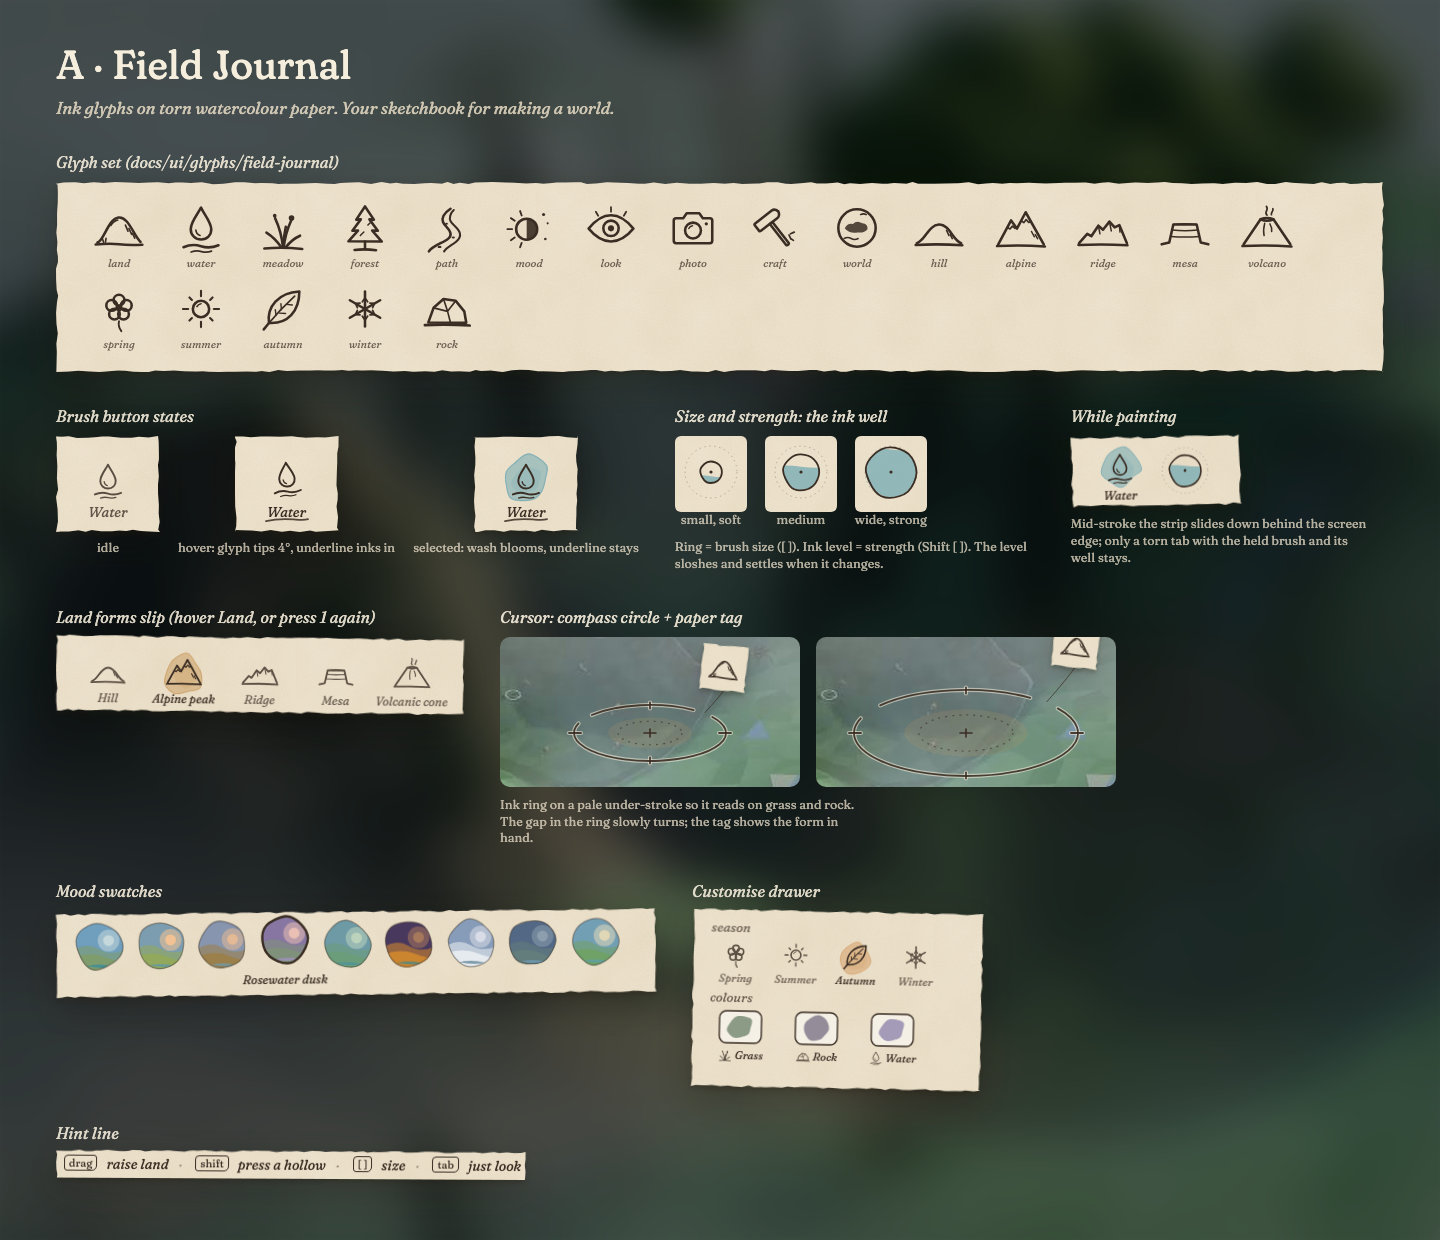 A · Field Journal
Ink glyphs on torn watercolour paper. Your sketchbook for making a world.
Glyph set (docs/ui/glyphs/field-journal)
land water meadow forest path mood look photo craft world hill alpine ridge mesa volcano
spring summer autumn winter rock
Brush button states
Water
idle
Water
hover: glyph tips 4°, underline inks in
Water
selected: wash blooms, underline stays
Size and strength: the ink well
small, soft medium wide, strong
Ring = brush size ([ ]). Ink level = strength (Shift [ ]). The level
sloshes and settles when it changes.
While painting
Water
Mid-stroke the strip slides down behind the screen
edge; only a torn tab with the held brush and its
well stays.
Land forms slip (hover Land, or press 1 again)
Hill Alpine peak Ridge Mesa Volcanic cone
Cursor: compass circle + paper tag
Ink ring on a pale under-stroke so it reads on grass and rock.
The gap in the ring slowly turns; the tag shows the form in
hand.
Mood swatches
Rosewater dusk
Customise drawer
season
Spring Summer Autumn Winter
colours
Grass Rock Water
Hint line
drag raise land · shift press a hollow · [ ] size · tab just look